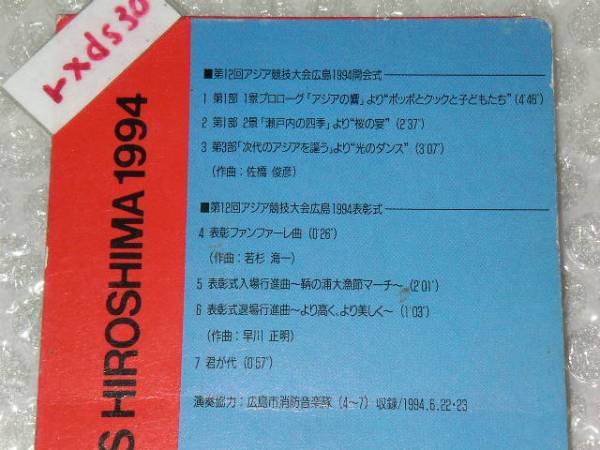 rxds30
S HIROSHIMA 1994
■第12回アジア競技大会広島1994開会式
1 第1部 1景プロローグ「アジアの響」より“ポッポとクックと子どもたち”(4'46")
2 第1部 2景「瀬戸内の四季」より“桜の宴”(2'37")
3 第3部「次代のアジアを謳う」より“光のダンス”(3'07")
(作曲:佐橋 俊彦)
■第12回アジア競技大会広島1994表彰式
4 表彰ファンファーレ曲(0'26")
(作曲:若杉 海一)
5 表彰式入場行進曲〜鞆の浦大漁節マーチ〜(2'01")
6 表彰式退場行進曲〜より高く、より美しく〜(1'03")
(作曲:早川 正明)
7 君が代(0'57")
演奏協力:広島市消防音楽隊(4〜7)収録/1994.6.22・23